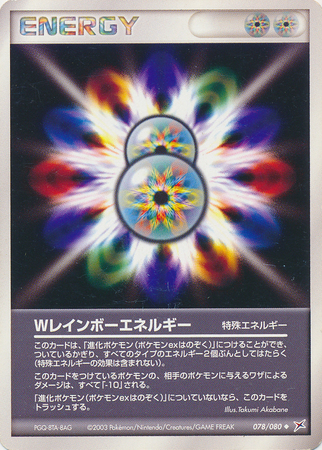 ENERGY
Wレインボーエネルギー 特殊エネルギー
このカードは、「進化ポケモン(ポケモンexはのぞく)」につけることができ、
ついているかぎり、すべてのタイプのエネルギー2個ぶんとしてはたらく
(特殊エネルギーの効果は含まれない)。
このカードをつけているポケモンの、相手のポケモンに与えるワザによる
ダメージは、すべて「-10」される。
このカードは、「進化ポケモン(ポケモンexはのぞく)」についていないなら、このカードを
トラッシュする。
Illus.Takumi Akabane
PGQ-BTA-BAG ©2003 Pokémon/Nintendo/Creatures/GAME FREAK 078/080 ◆